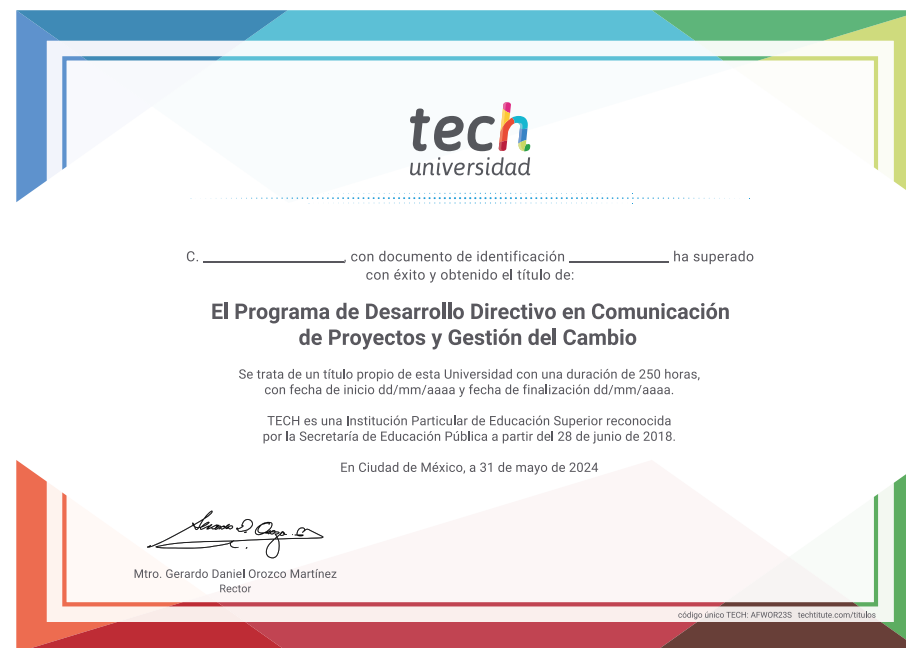 tech
universidad
C. ____________, con documento de identificación ____________ ha superado
con éxito y obtenido el título de:
El Programa de Desarrollo Directivo en Comunicación
de Proyectos y Gestión del Cambio
Se trata de un título propio de esta Universidad con una duración de 250 horas,
con fecha de inicio dd/mm/aaaa y fecha de finalización dd/mm/aaaa.
TECH es una Institución Particular de Educación Superior reconocida
por la Secretaría de Educación Pública a partir del 28 de junio de 2018.
En Ciudad de México, a 31 de mayo de 2024
Mtro. Gerardo Daniel Orozco Martínez
Rector
código único TECH: AFWOR23S techtitute.com/titulos